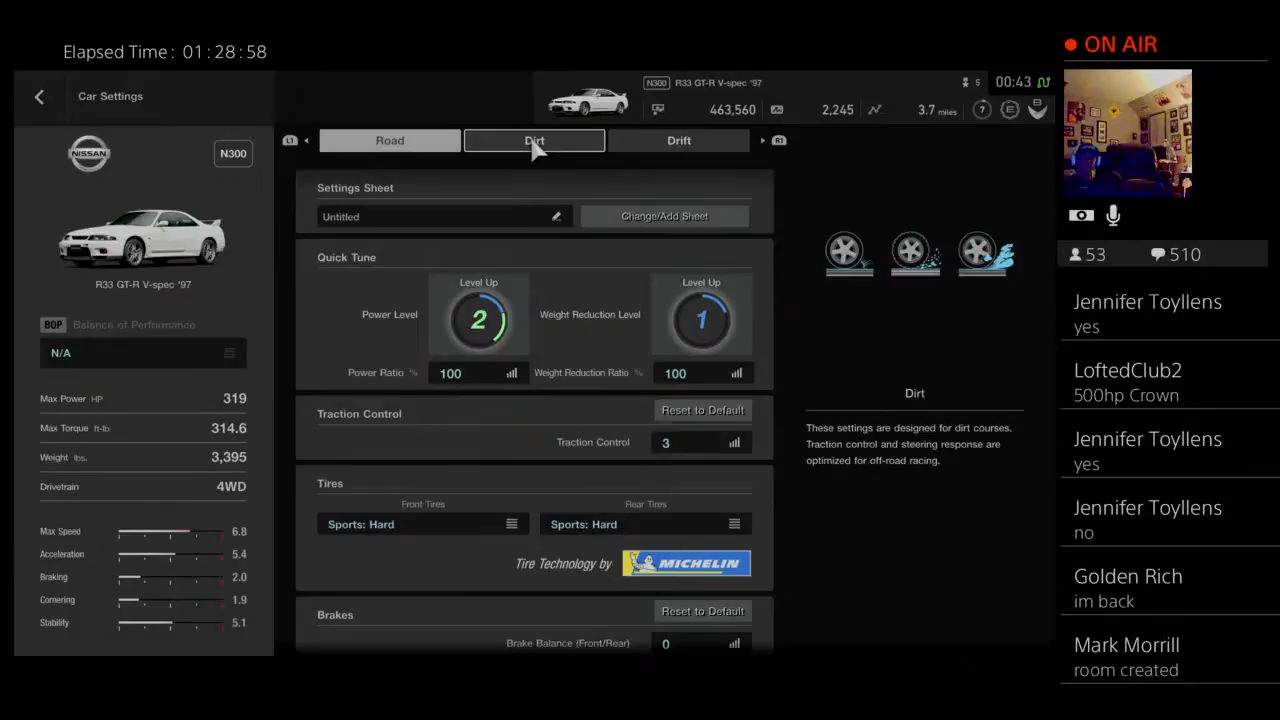 Elapsed Time: 01:28:58
ON AIR
Car Settings
N300 R33 GT-R V-spec '97
5
00:43
463,560
2,245
3.7 miles
?
E
B
NISSAN
N300
L1
Road
Dirt
Drift
R1
Settings Sheet
Untitled
Change/Add Sheet
Quick Tune
Power Level
Level Up
2
Weight Reduction Level
Level Up
1
Power Ratio %
100
Weight Reduction Ratio %
100
R33 GT-R V-spec '97
BOP Balance of Performance
N/A
Max Power HP 319
Max Torque ft-lb 314.6
Weight lbs. 3,395
Drivetrain 4WD
Max Speed 6.8
Acceleration 5.4
Braking 2.0
Cornering 1.9
Stability 5.1
Traction Control
Reset to Default
Traction Control 3
Tires
Front Tires
Rear Tires
Sports: Hard
Sports: Hard
Tire Technology by MICHELIN
Brakes
Reset to Default
Brake Balance (Front/Rear) 0
Dirt
These settings are designed for dirt courses.
Traction control and steering response are
optimized for off-road racing.
53
510
Jennifer Toyllens
yes
LoftedClub2
500hp Crown
Jennifer Toyllens
yes
Jennifer Toyllens
no
Golden Rich
im back
Mark Morrill
room created